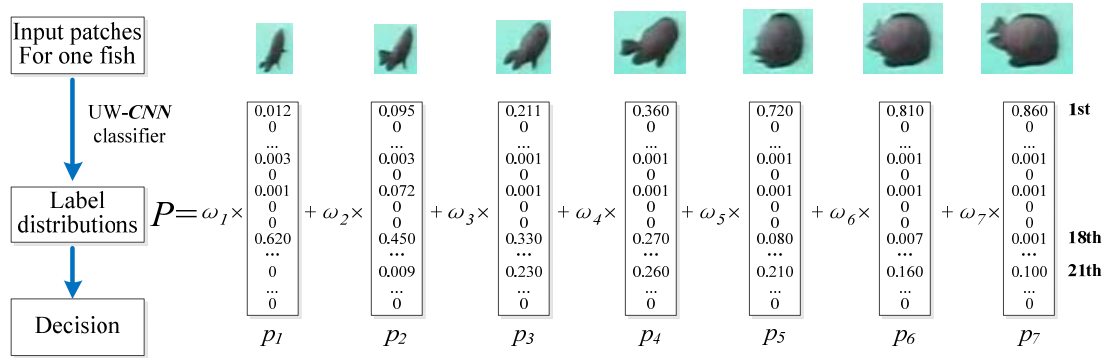 Input patches
For one fish
UW-CNN
classifier
Label
distributions
Decision
P= ω1× + ω2× + ω3× + ω4× + ω5× + ω6× + ω7×
0.012 0.095 0.211 0.360 0.720 0.810 0.860 1st
0 0 0 0 0 0 0
... ... ... ... ... ... ...
0.003 0.003 0.001 0.001 0.001 0.001 0.001
0 0 0 0 0 0 0
0.001 0.072 0.001 0.001 0.001 0.001 0.001
0 0 0 0 0 0 0
0 0 0 0 0 0 0
0.620 0.450 0.330 0.270 0.080 0.007 0.001 18th
... ... ... ... ... ... ...
0 0.009 0.230 0.260 0.210 0.160 0.100 21th
... ... ... ... ... ... ...
0 0 0 0 0 0 0
p1 p2 p3 p4 p5 p6 p7